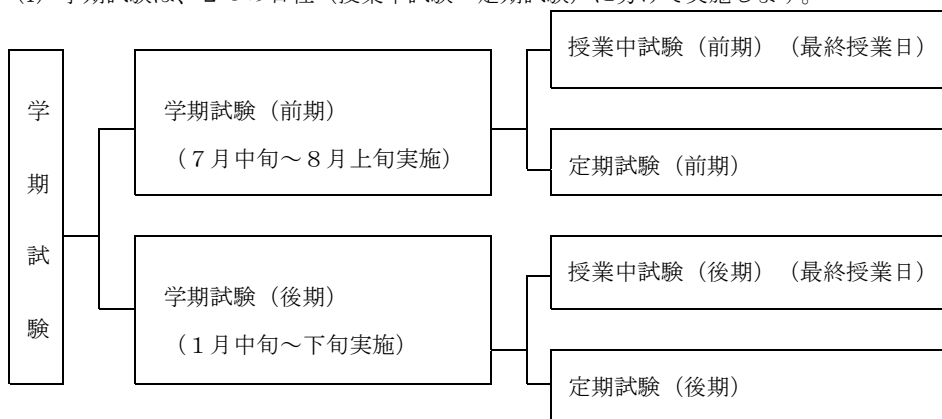 (1) 学期試験は、２つの日程（授業中試験・定期試験）に分けて実施します。
学期試験
学期試験（前期）
（７月中旬～８月上旬実施）
授業中試験（前期）（最終授業日）
定期試験（前期）
学期試験（後期）
（１月中旬～下旬実施）
授業中試験（後期）（最終授業日）
定期試験（後期）